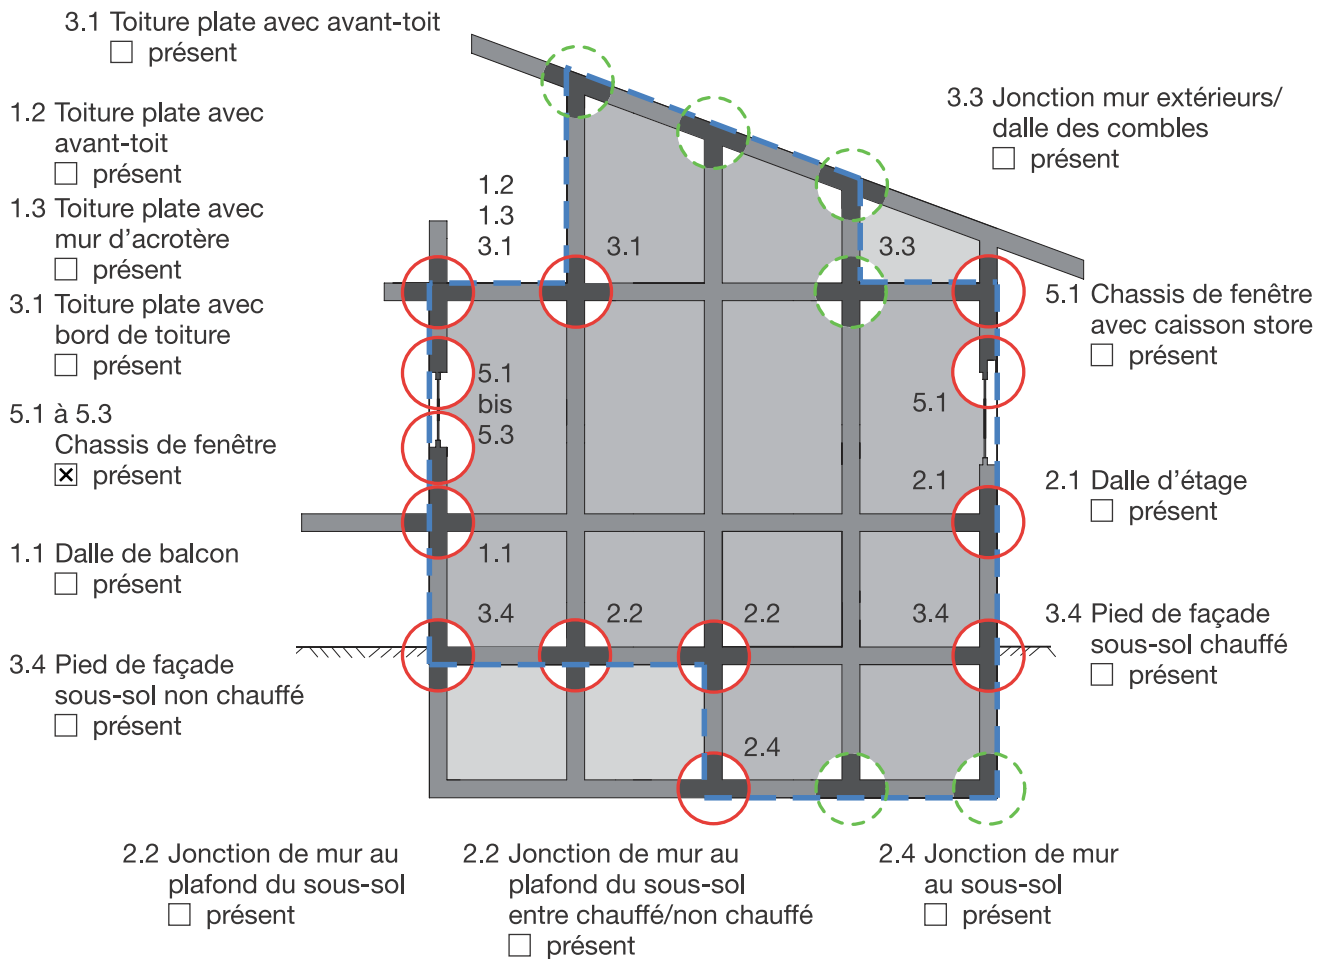 3.1 Toiture plate avec avant-toit
☐ présent
1.2 Toiture plate avec
avant-toit
☐ présent
1.3 Toiture plate avec
mur d'acrotère
☐ présent
3.1 Toiture plate avec
bord de toiture
☐ présent
5.1 à 5.3
Chassis de fenêtre
☒ présent
1.1 Dalle de balcon
☐ présent
3.4 Pied de façade
sous-sol non chauffé
☐ présent
1.2
1.3
3.1
3.1
3.3
5.1
bis
5.3
5.1
2.1
1.1
3.4
2.2
2.2
3.4
2.4
3.3 Jonction mur extérieurs/
dalle des combles
☐ présent
5.1 Chassis de fenêtre
avec caisson store
☐ présent
2.1 Dalle d'étage
☐ présent
3.4 Pied de façade
sous-sol chauffé
☐ présent
2.2 Jonction de mur au
plafond du sous-sol
☐ présent
2.2 Jonction de mur au
plafond du sous-sol
entre chauffé/non chauffé
☐ présent
2.4 Jonction de mur
au sous-sol
☐ présent